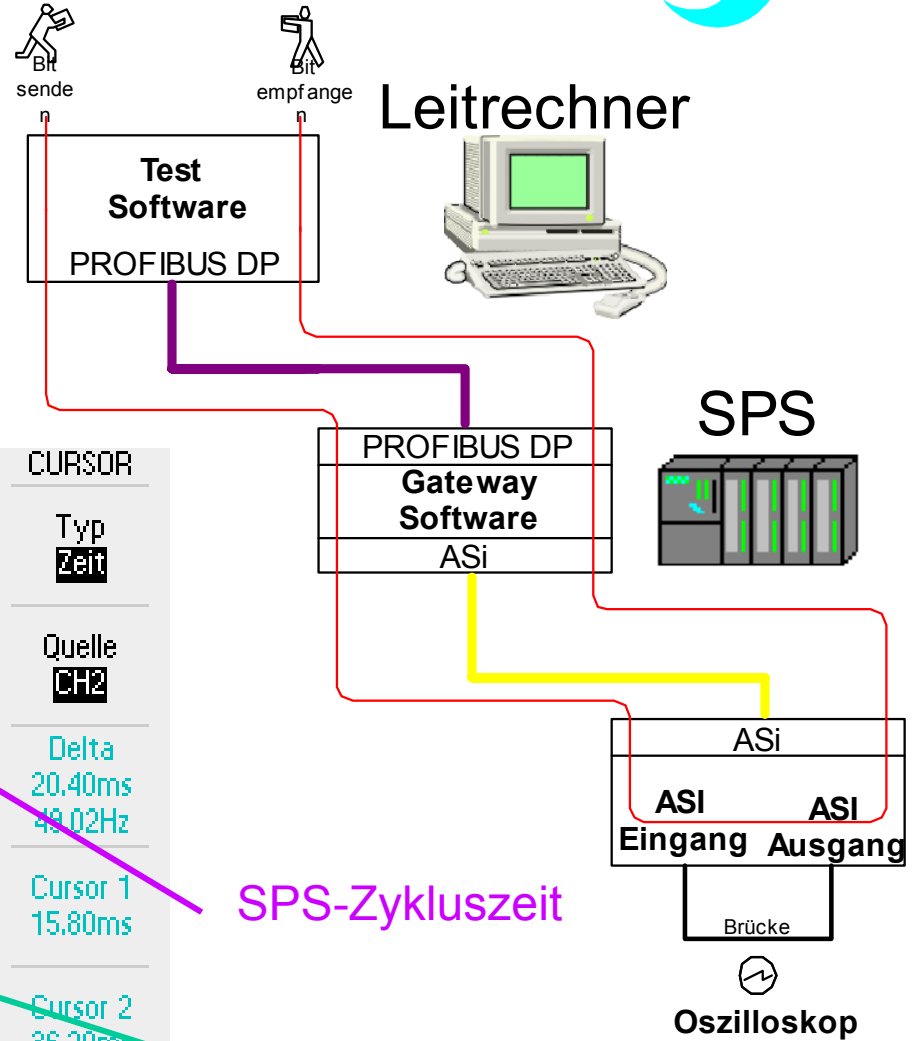 Bit
sende
n
Bit
empfange
n
Leitrechner
Test
Software
PROFIBUS DP
SPS
PROFIBUS DP
Gateway
Software
ASi
CURSOR
Typ
Zeit
Quelle
CH2
Delta
20.40ms
49.02Hz
Cursor 1
15.80ms
Cursor 2
36.20ms
SPS-Zykluszeit
ASi
ASI
Eingang
ASI
Ausgang
Brücke
Oszilloskop